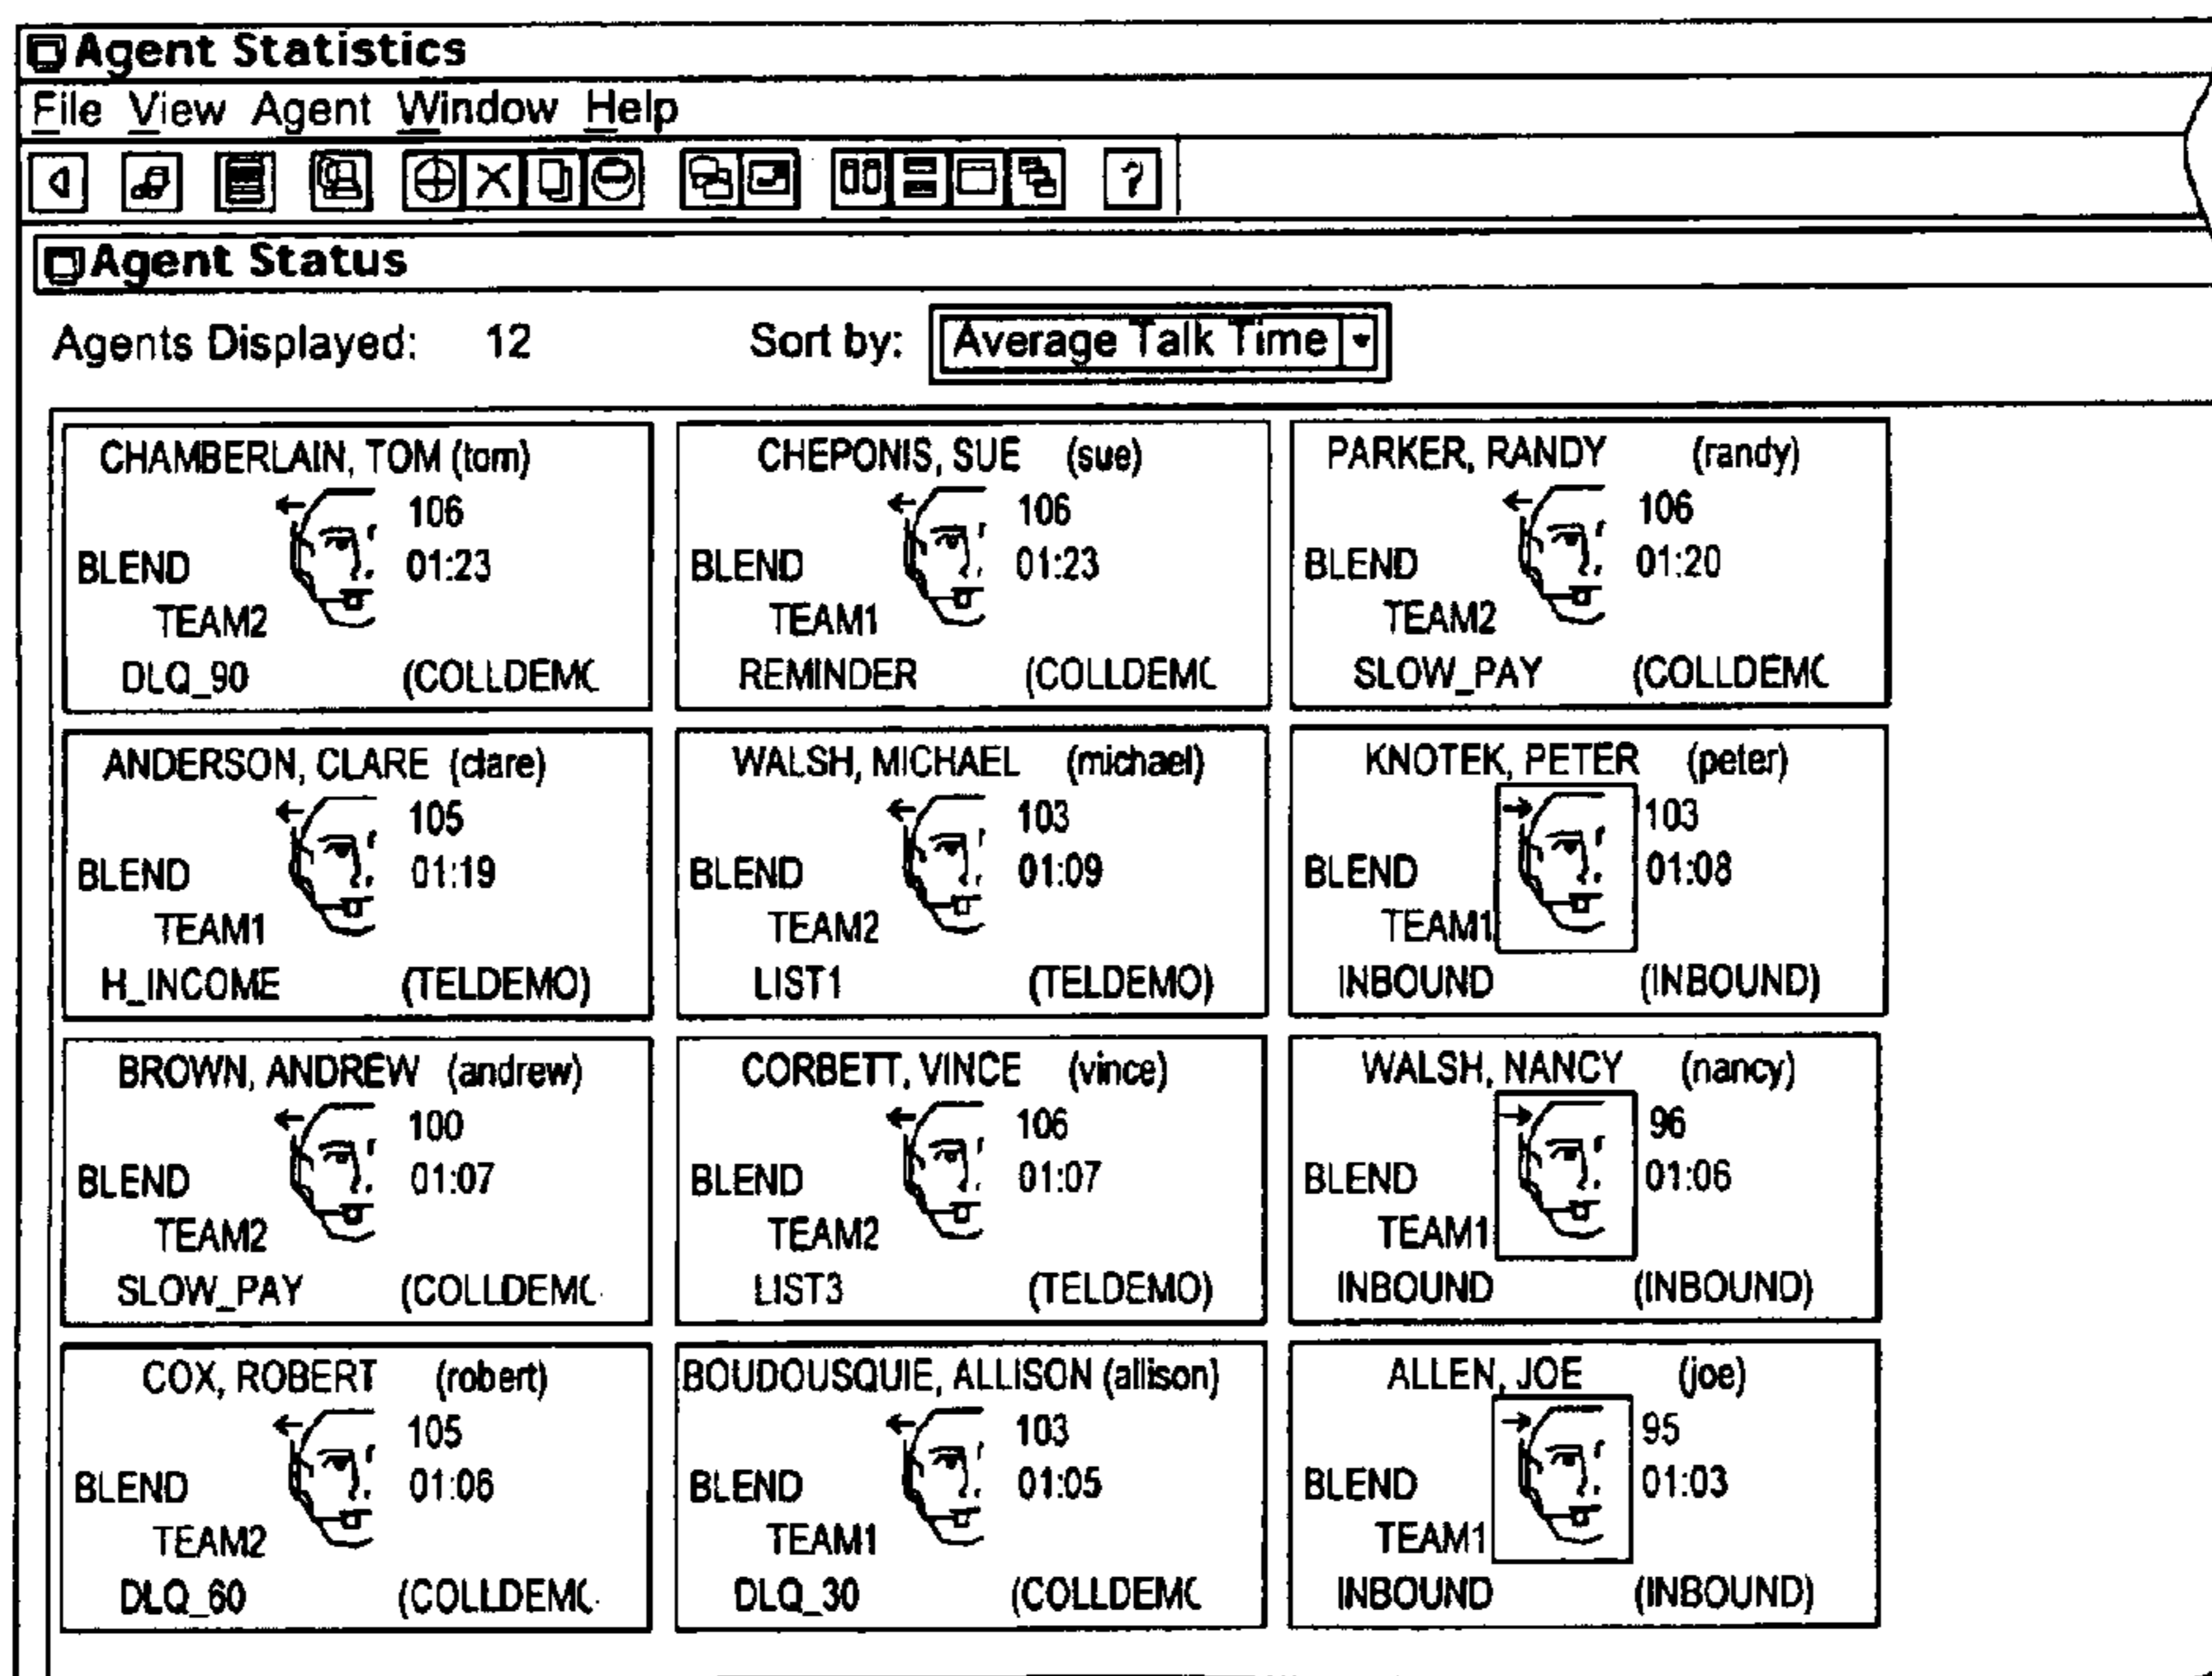 Agent Statistics
File View Agent Window Help
?
Agent Status
Agents Displayed: 12 Sort by: Average Talk Time
CHAMBERLAIN, TOM (tom)
106
BLEND 01:23
TEAM2
DLQ_90 (COLLDEMO
CHEPONIS, SUE (sue)
106
BLEND 01:23
TEAM1
REMINDER (COLLDEMO
PARKER, RANDY (randy)
106
BLEND 01:20
TEAM2
SLOW_PAY (COLLDEMO
ANDERSON, CLARE (clare)
105
BLEND 01:19
TEAM1
H_INCOME (TELDEMO)
WALSH, MICHAEL (michael)
103
BLEND 01:09
TEAM2
LIST1 (TELDEMO)
KNOTEK, PETER (peter)
103
BLEND 01:08
TEAM1
INBOUND (INBOUND)
BROWN, ANDREW (andrew)
100
BLEND 01:07
TEAM2
SLOW_PAY (COLLDEMO
CORBETT, VINCE (vince)
106
BLEND 01:07
TEAM2
LIST3 (TELDEMO)
WALSH, NANCY (nancy)
96
BLEND 01:06
TEAM1
INBOUND (INBOUND)
COX, ROBERT (robert)
105
BLEND 01:06
TEAM2
DLQ_60 (COLLDEMO
BOUDOUSQUIE, ALLISON (allison)
103
BLEND 01:05
TEAM1
DLQ_30 (COLLDEMO
ALLEN, JOE (joe)
95
BLEND 01:03
TEAM1
INBOUND (INBOUND)